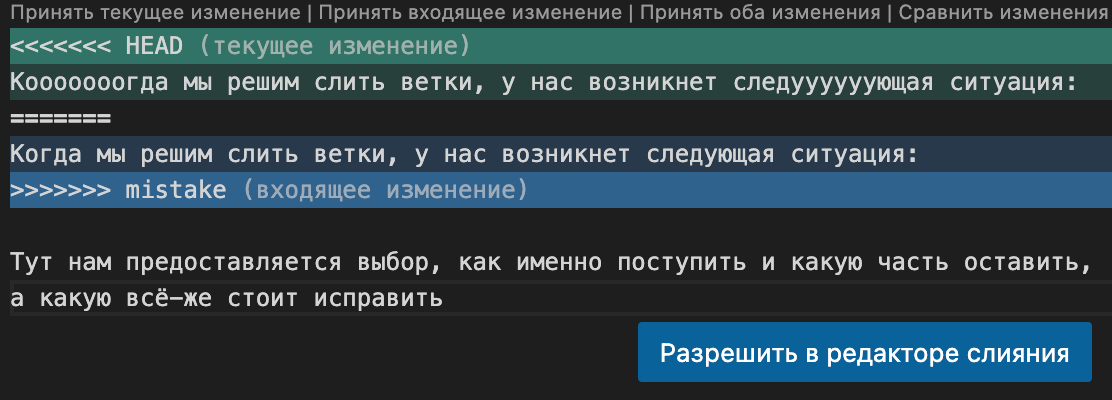 Принять текущее изменение | Принять входящее изменение | Принять оба изменения | Сравнить изменения
<<<<<<< HEAD (текущее изменение)
Кооооооогда мы решим слить ветки, у нас возникнет следуууууующая ситуация:
=======
Когда мы решим слить ветки, у нас возникнет следующая ситуация:
>>>>>>> mistake (входящее изменение)
Тут нам предоставляется выбор, как именно поступить и какую часть оставить,
а какую всё-же стоит исправить
Разрешить в редакторе слияния